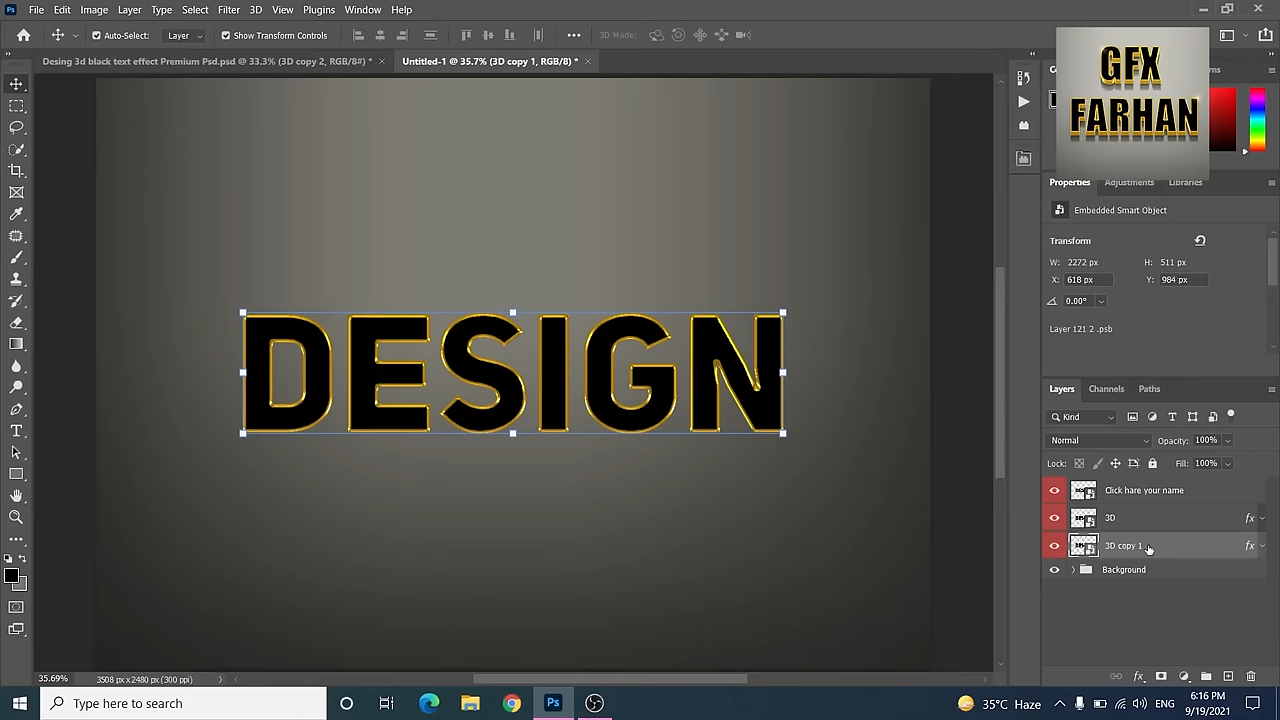 Ps File Edit Image Layer Type Select Filter 3D View Plugins Window Help
Auto-Select: Layer Show Transform Controls ••• 3D Mode:
Desing 3d black text effect Premium Psd.psd @ 33.3% (3D copy 2, RGB/8#) * × Untitled-1 @ 35.7% (3D copy 1, RGB/8) * ×
GFX
FARHAN
Properties Adjustments Libraries
Embedded Smart Object
Transform
W: 2272 px H: 511 px
X: 618 px Y: 984 px
0.00°
Layer 121 2 .psb
DESIGN
Layers Channels Paths
Kind
Normal Opacity: 100%
Lock: Fill: 100%
Click hare your name
3D fx
3D copy 1 fx
Background
35.69% 3508 px x 2480 px (300 ppi)
Type here to search
Ps
35°C Haze ENG
6:16 PM
9/19/2021